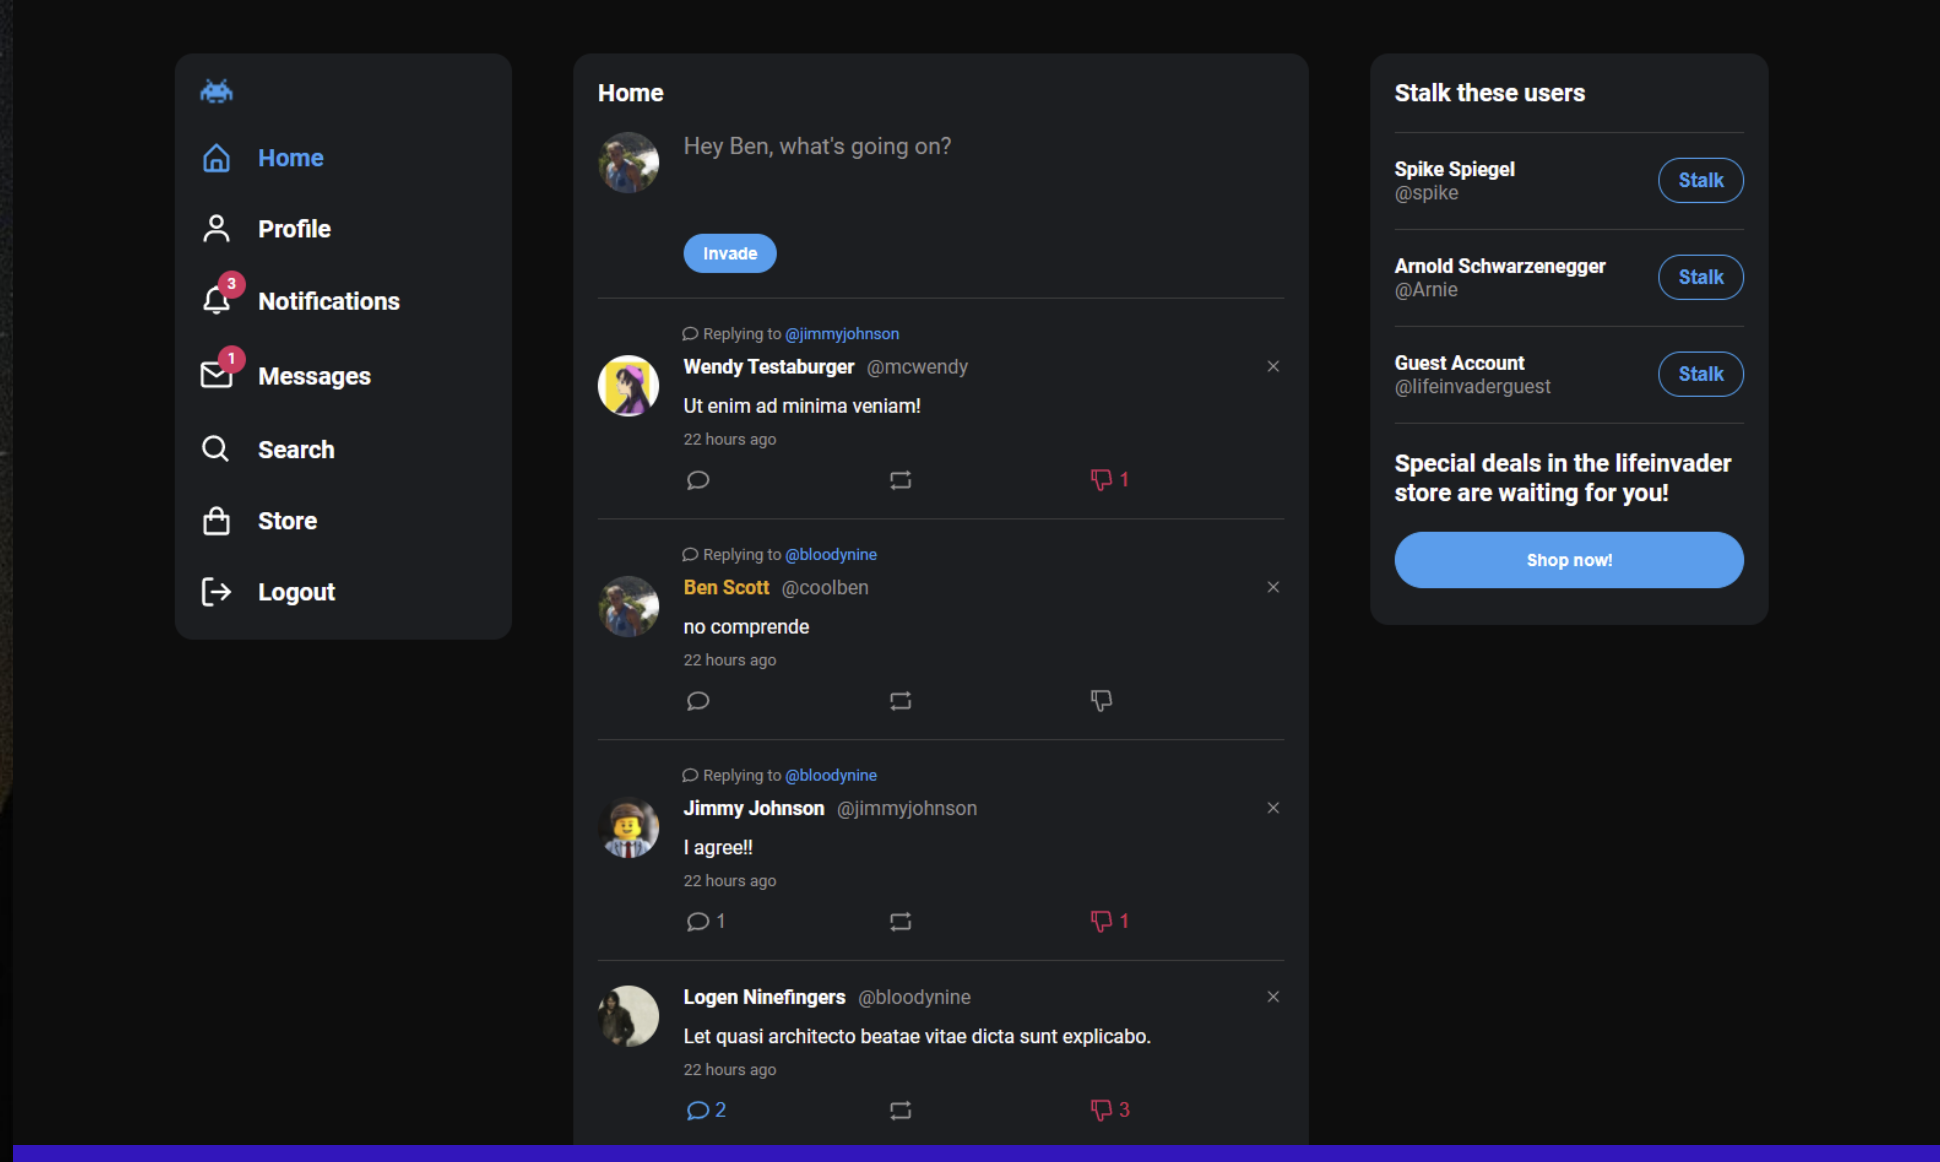 Home
Profile
3
Notifications
1
Messages
Search
Store
Logout
Home
Hey Ben, what's going on?
Invade
Replying to @jimmyjohnson
Wendy Testaburger @mcwendy
Ut enim ad minima veniam!
22 hours ago
1
Replying to @bloodynine
Ben Scott @coolben
no comprende
22 hours ago
Replying to @bloodynine
Jimmy Johnson @jimmyjohnson
I agree!!
22 hours ago
1 1
Logen Ninefingers @bloodynine
Let quasi architecto beatae vitae dicta sunt explicabo.
22 hours ago
2 3
Stalk these users
Spike Spiegel
@spike
Stalk
Arnold Schwarzenegger
@Arnie
Stalk
Guest Account
@lifeinvaderguest
Stalk
Special deals in the lifeinvader
store are waiting for you!
Shop now!